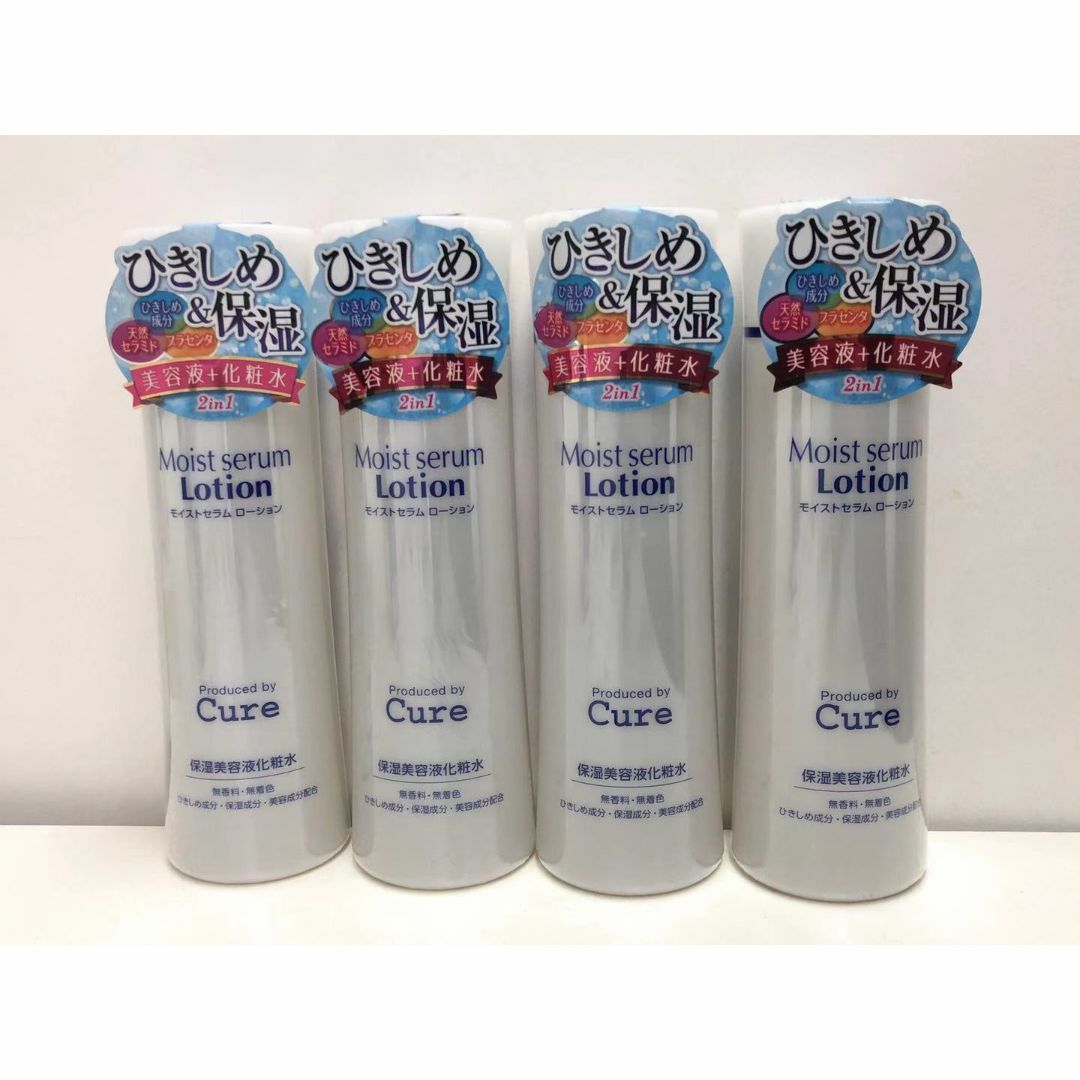 ひきしめ
&保湿
ひきしめ
成分
天然
セラミド
プラセンタ
美容液+化粧水
2in1
Moist serum
Lotion
モイストセラム ローション
Produced by
Cure
保湿美容液化粧水
無香料・無着色
ひきしめ成分・保湿成分・美容成分配合
ひきしめ
&保湿
ひきしめ
成分
天然
セラミド
プラセンタ
美容液+化粧水
2in1
Moist serum
Lotion
モイストセラム ローション
Produced by
Cure
保湿美容液化粧水
無香料・無着色
ひきしめ成分・保湿成分・美容成分配合
ひきしめ
&保湿
ひきしめ
成分
天然
セラミド
プラセンタ
美容液+化粧水
2in1
Moist serum
Lotion
モイストセラム ローション
Produced by
Cure
保湿美容液化粧水
無香料・無着色
ひきしめ成分・保湿成分・美容成分配合
ひきしめ
&保湿
ひきしめ
成分
天然
セラミド
プラセンタ
美容液+化粧水
2in1
Moist serum
Lotion
モイストセラム ローション
Produced by
Cure
保湿美容液化粧水
無香料・無着色
ひきしめ成分・保湿成分・美容成分配合